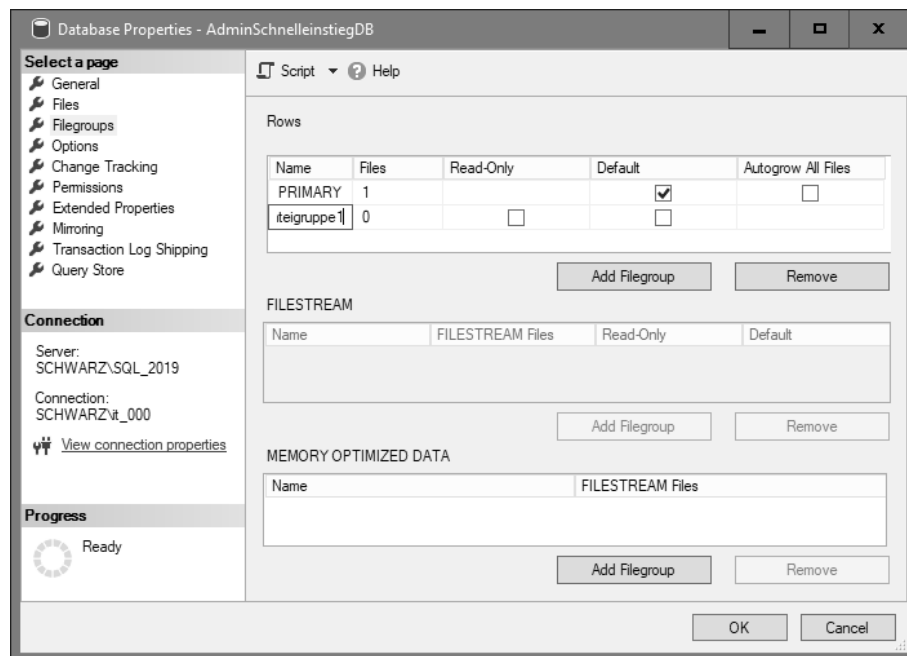 Database Properties - AdminSchnelleinstiegDB
Select a page
General
Files
Filegroups
Options
Change Tracking
Permissions
Extended Properties
Mirroring
Transaction Log Shipping
Query Store
Connection
Server:
SCHWARZ\SQL_2019
Connection:
SCHWARZ\it_000
View connection properties
Progress
Ready
Script Help
Rows
Name Files Read-Only Default Autogrow All Files
PRIMARY 1
teigruppe1 0
Add Filegroup Remove
FILESTREAM
Name FILESTREAM Files Read-Only Default
Add Filegroup Remove
MEMORY OPTIMIZED DATA
Name FILESTREAM Files
Add Filegroup Remove
OK Cancel